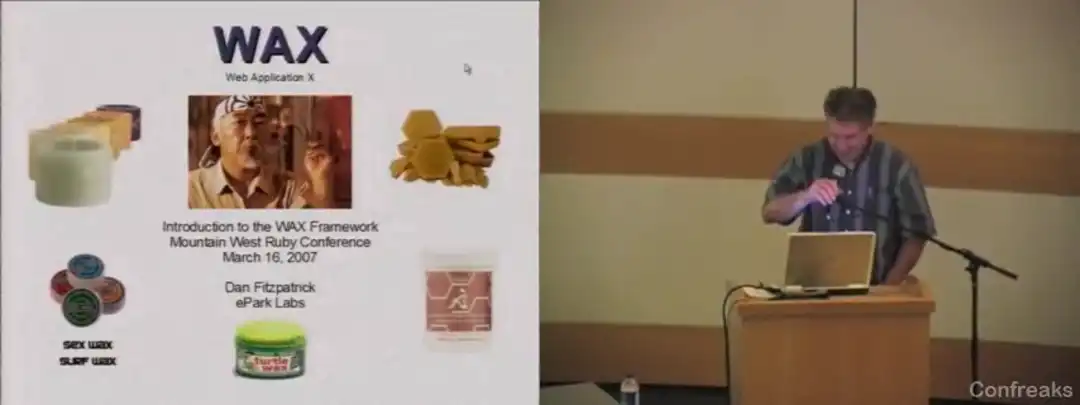 WAX
Web Application X
Introduction to the WAX Framework
Mountain West Ruby Conference
March 16, 2007
Dan Fitzpatrick
ePark Labs
SEX WAX
SURF WAX
turtle
wax
Confreaks